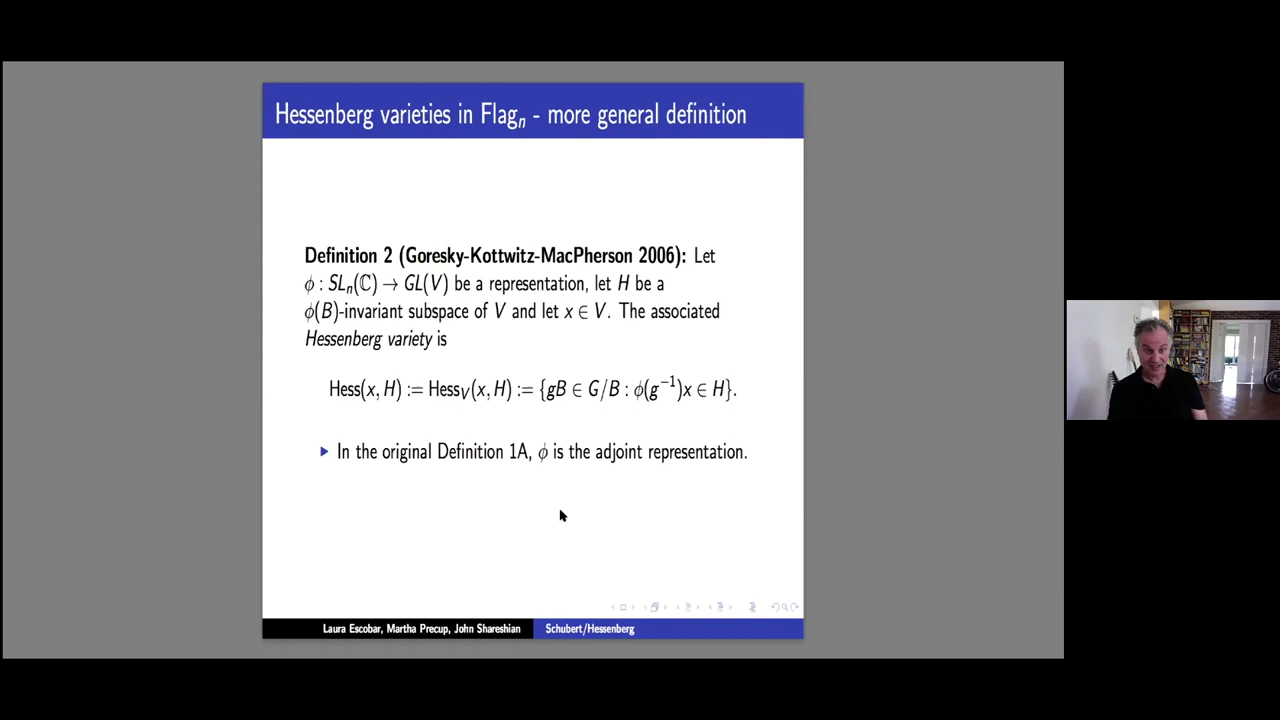 Hessenberg varieties in Flagₙ - more general definition
Definition 2 (Goresky-Kottwitz-MacPherson 2006): Let
ϕ : SLₙ(ℂ) → GL(V) be a representation, let H be a
ϕ(B)-invariant subspace of V and let x ∈ V. The associated
Hessenberg variety is
Hess(x, H) := Hess_V(x, H) := {gB ∈ G/B : ϕ(g⁻¹)x ∈ H}.
▶ In the original Definition 1A, ϕ is the adjoint representation.
Laura Escobar, Martha Precup, John Shareshian Schubert/Hessenberg